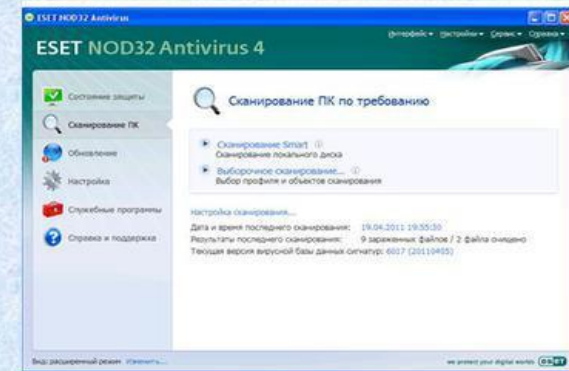 ESET NOD32 Antivirus
ESET NOD32 Antivirus 4
Интерфейс Настройки Сервис Справка
Состояние защиты
Сканирование ПК
Обновление
Настройка
Служебные программы
Справка и поддержка
Сканирование ПК по требованию
Сканирование Smart
Сканирование локального диска
Выборочное сканирование...
Выбор профиля и объектов сканирования
Настройка сканирования...
Дата и время последнего сканирования: 19.04.2011 19:55:30
Результаты последнего сканирования: 9 зараженных файлов / 2 файла очищено
Текущая версия вирусной базы данных сигнатур: 6017 (20110405)
Вид: расширенный режим Изменить...
we protect your digital worlds eset